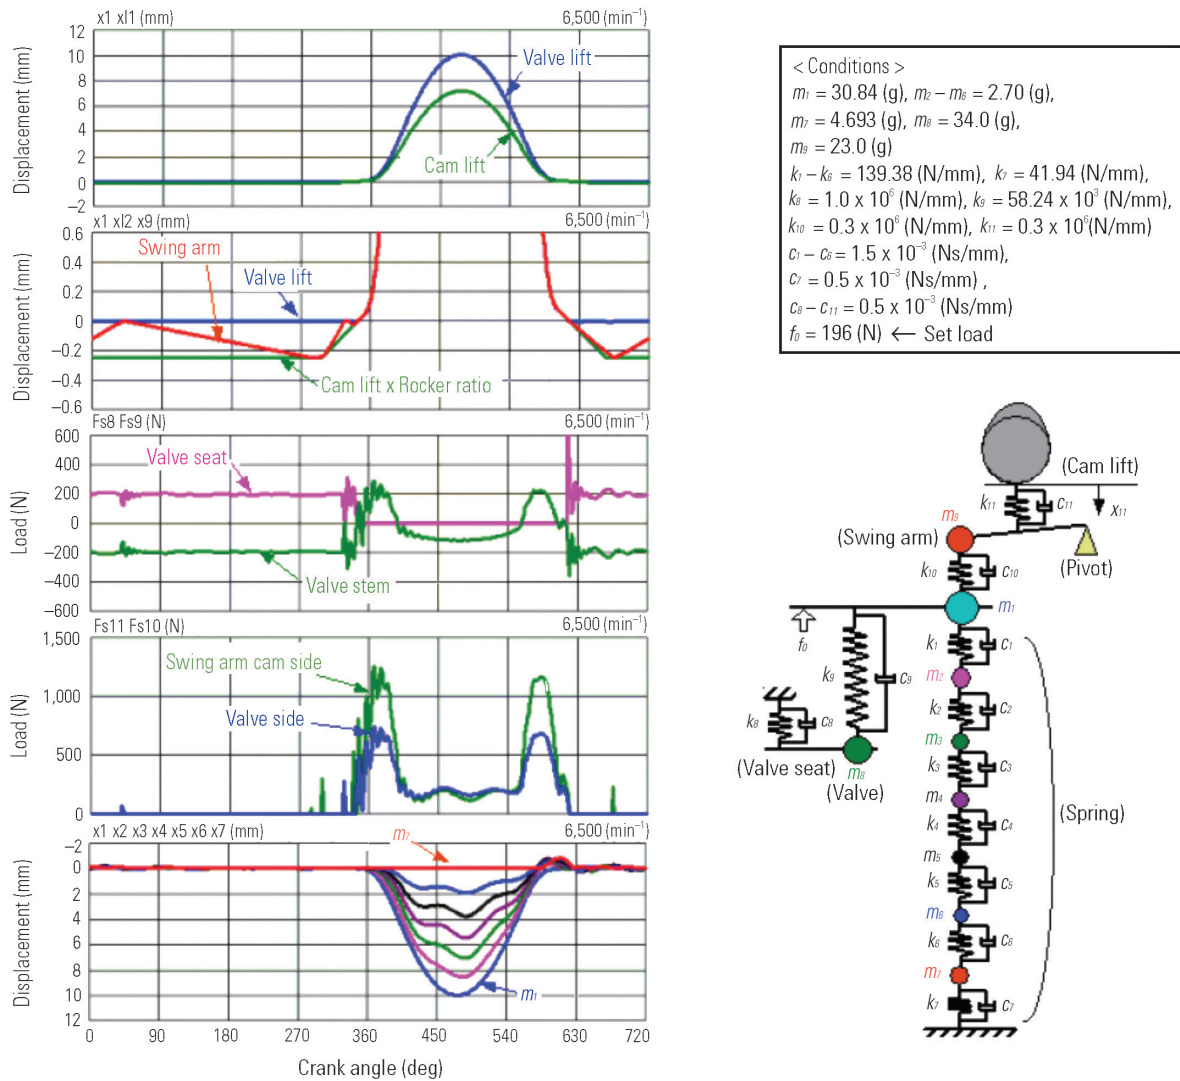 x1 xl1 (mm) 6,500 (min⁻¹)
Displacement (mm)
12
10
8
6
4
2
0
−2
Valve lift
Cam lift
x1 xl2 x9 (mm) 6,500 (min⁻¹)
Displacement (mm)
0.6
0.4
0.2
0
−0.2
−0.4
−0.6
Swing arm
Valve lift
Cam lift x Rocker ratio
Fs8 Fs9 (N) 6,500 (min⁻¹)
Load (N)
600
400
200
0
−200
−400
−600
Valve seat
Valve stem
Fs11 Fs10 (N) 6,500 (min⁻¹)
Load (N)
1,500
1,000
500
0
Swing arm cam side
Valve side
x1 x2 x3 x4 x5 x6 x7 (mm) 6,500 (min⁻¹)
Displacement (mm)
−2
0
2
4
6
8
10
12
m₇
m₁
0 90 180 270 360 450 540 630 720
Crank angle (deg)
< Conditions >
m₁ = 30.84 (g), m₂ – m₆ = 2.70 (g),
m₇ = 4.693 (g), m₈ = 34.0 (g),
m₉ = 23.0 (g)
k₁ – k₆ = 139.38 (N/mm), k₇ = 41.94 (N/mm),
k₈ = 1.0 x 10⁶ (N/mm), k₉ = 58.24 x 10³ (N/mm),
k₁₀ = 0.3 x 10⁶ (N/mm), k₁₁ = 0.3 x 10⁶(N/mm)
c₁ – c₆ = 1.5 x 10⁻³ (Ns/mm),
c₇ = 0.5 x 10⁻³ (Ns/mm) ,
c₈ – c₁₁ = 0.5 x 10⁻³ (Ns/mm)
f₀ = 196 (N) ← Set load
(Cam lift)
k₁₁ c₁₁ x₁₁
m₉
(Swing arm)
(Pivot)
k₁₀ c₁₀
m₁
f₀
k₁ c₁
k₉ c₉
m₂
k₂ c₂
k₈ c₈
m₃
(Valve seat)
m₈
(Valve)
k₃ c₃
m₄
k₄ c₄
(Spring)
m₅
k₅ c₅
m₆
k₆ c₆
m₇
k₇ c₇